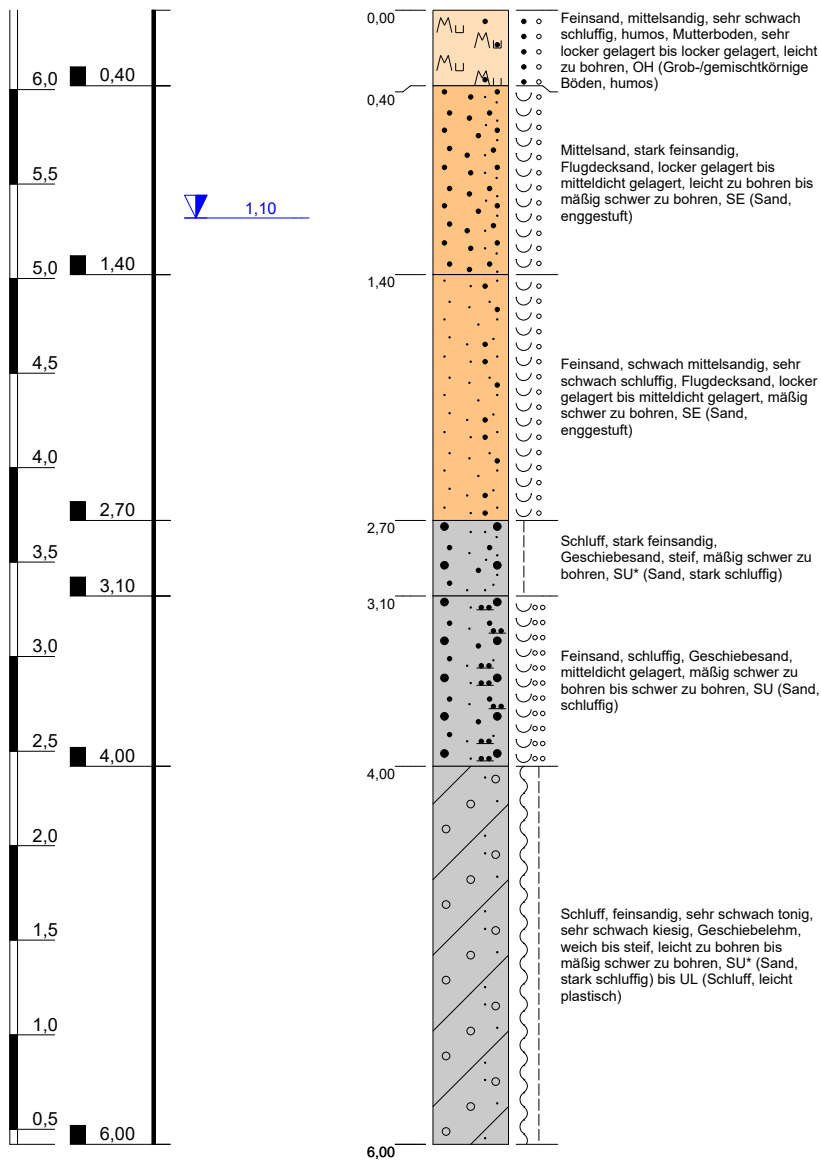 0,00
Feinsand, mittelsandig, sehr schwach
schluffig, humos, Mutterboden, sehr
locker gelagert bis locker gelagert, leicht
zu bohren, OH (Grob-/gemischtkörnige
Böden, humos)
6,0
0,40
0,40
5,5
Mittelsand, stark feinsandig,
Flugdecksand, locker gelagert bis
mitteldicht gelagert, leicht zu bohren bis
mäßig schwer zu bohren, SE (Sand,
enggestuft)
1,10
5,0
1,40
1,40
4,5
Feinsand, schwach mittelsandig, sehr
schwach schluffig, Flugdecksand, locker
gelagert bis mitteldicht gelagert, mäßig
schwer zu bohren, SE (Sand,
enggestuft)
4,0
2,70
2,70
3,5
Schluff, stark feinsandig,
Geschiebesand, steif, mäßig schwer zu
bohren, SU* (Sand, stark schluffig)
3,10
3,10
3,0
Feinsand, schluffig, Geschiebesand,
mitteldicht gelagert, mäßig schwer zu
bohren bis schwer zu bohren, SU (Sand,
schluffig)
2,5
4,00
4,00
2,0
1,5
Schluff, feinsandig, sehr schwach tonig,
sehr schwach kiesig, Geschiebelehm,
weich bis steif, leicht zu bohren bis
mäßig schwer zu bohren, SU* (Sand,
stark schluffig) bis UL (Schluff, leicht
plastisch)
1,0
0,5
6,00
6,00